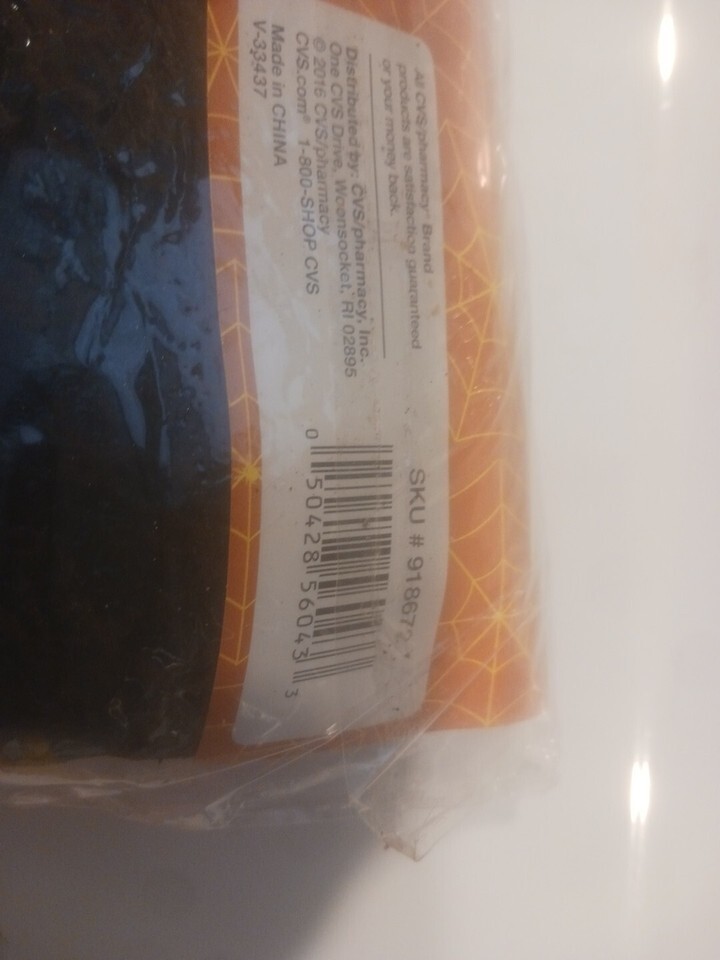 All CVS/pharmacy® Brand
products are satisfaction guaranteed
or your money back.
Distributed by: CVS/pharmacy, Inc.
One CVS Drive, Woonsocket, RI 02895
© 2016 CVS/pharmacy
CVS.com® 1-800-SHOP CVS
Made in CHINA
V-33437
SKU #
0 50428 56043 3